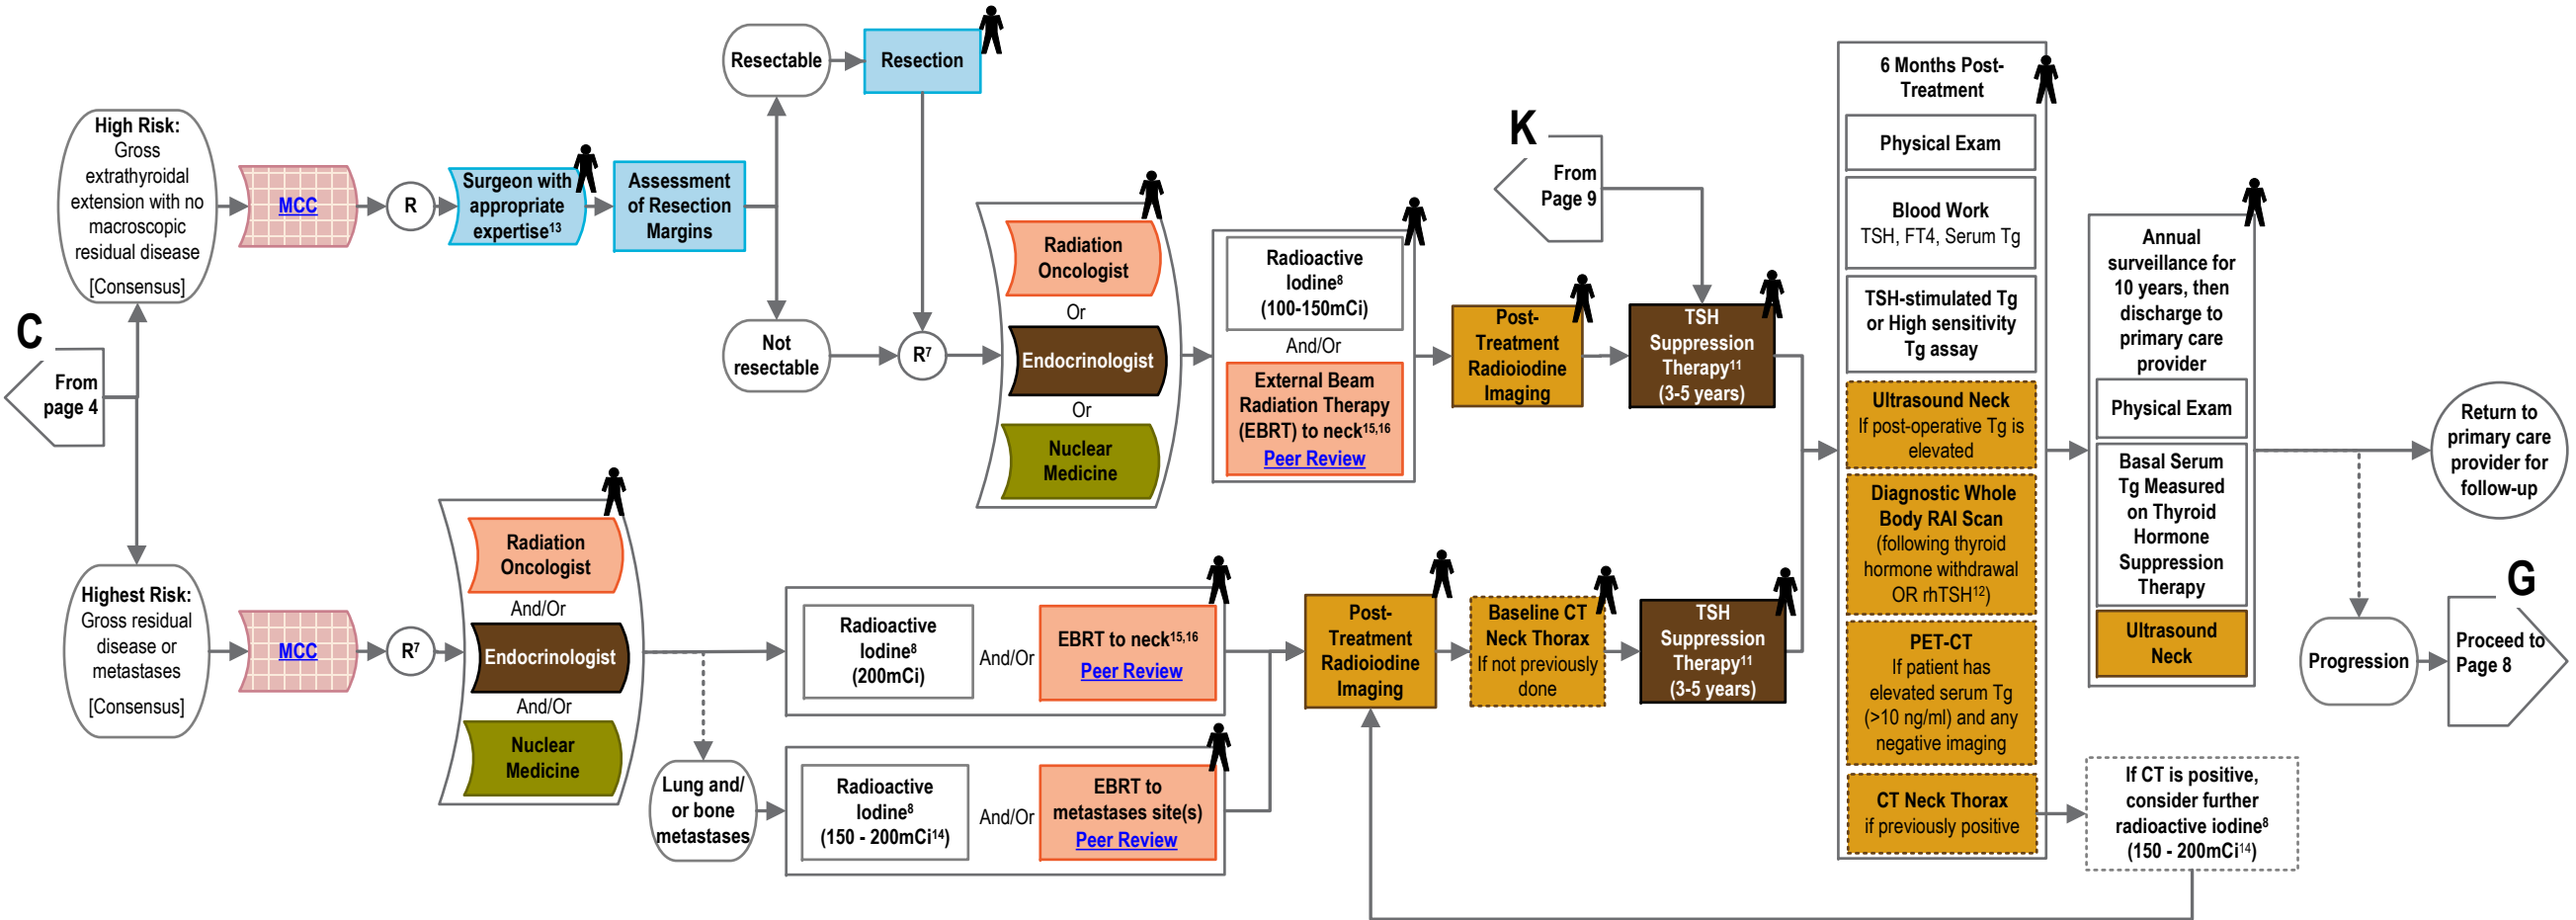 C
From
page 4
High Risk:
Gross
extrathyroidal
extension with no
macroscopic
residual disease
[Consensus]
MCC
R
Surgeon with
appropriate
expertise¹³
Assessment
of Resection
Margins
Resectable
Resection
Not
resectable
R⁷
Radiation
Oncologist
Or
Endocrinologist
Or
Nuclear
Medicine
Radioactive
Iodine⁸
(100-150mCi)
And/Or
External Beam
Radiation Therapy
(EBRT) to neck¹⁵,¹⁶
Peer Review
Post-
Treatment
Radioiodine
Imaging
K
From
Page 9
TSH
Suppression
Therapy¹¹
(3-5 years)
Highest Risk:
Gross residual
disease or
metastases
[Consensus]
MCC
R⁷
Radiation
Oncologist
And/Or
Endocrinologist
And/Or
Nuclear
Medicine
Radioactive
Iodine⁸
(200mCi)
And/Or
EBRT to neck¹⁵,¹⁶
Peer Review
Lung and/
or bone
metastases
Radioactive
Iodine⁸
(150 - 200mCi¹⁴)
And/Or
EBRT to
metastases site(s)
Peer Review
Post-
Treatment
Radioiodine
Imaging
Baseline CT
Neck Thorax
If not previously
done
TSH
Suppression
Therapy¹¹
(3-5 years)
6 Months Post-
Treatment
Physical Exam
Blood Work
TSH, FT4, Serum Tg
TSH-stimulated Tg
or High sensitivity
Tg assay
Ultrasound Neck
If post-operative Tg is
elevated
Diagnostic Whole
Body RAI Scan
(following thyroid
hormone withdrawal
OR rhTSH¹²)
PET-CT
If patient has
elevated serum Tg
(>10 ng/ml) and any
negative imaging
CT Neck Thorax
if previously positive
If CT is positive,
consider further
radioactive iodine⁸
(150 - 200mCi¹⁴)
Annual
surveillance for
10 years, then
discharge to
primary care
provider
Physical Exam
Basal Serum
Tg Measured
on Thyroid
Hormone
Suppression
Therapy
Ultrasound
Neck
Return to
primary care
provider for
follow-up
Progression
G
Proceed to
Page 8